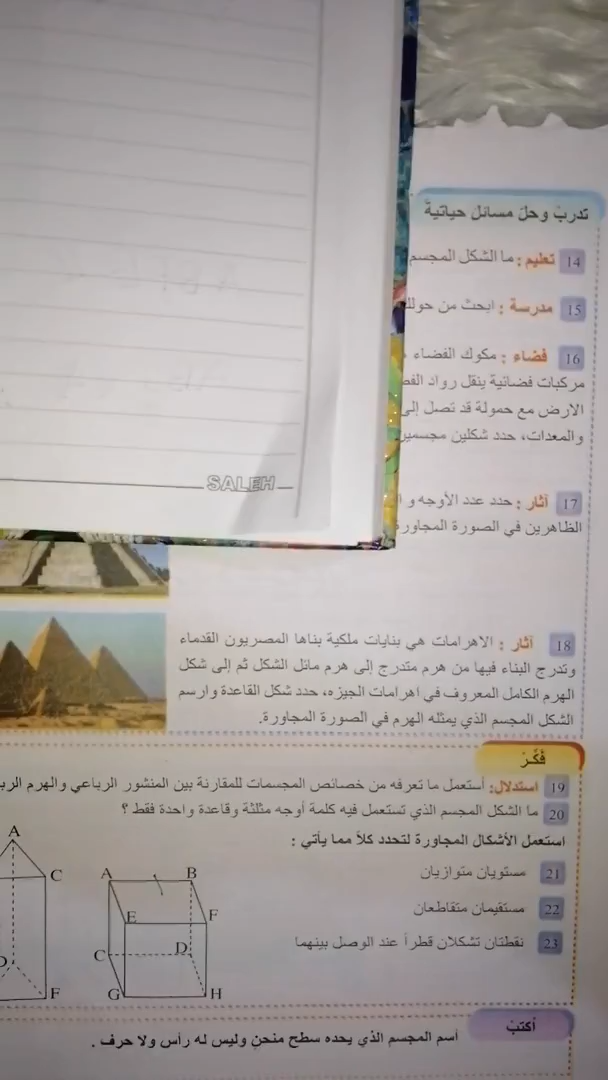 تدرب وحل مسائل حياتية
14 تعليم : ما الشكل المجسم
15 مدرسة : ابحث من حولك
16 فضاء : مكوك الفضاء
مركبات فضائية ينقل رواد
الارض مع حمولة قد تصل إلى
والمعدات، حدد شكلين مجسمين
SALEH
17 آثار : حدد عدد الأوجه و
الظاهرين في الصورة المجاورة
18 آثار : الاهرامات هي بنايات ملكية بناها المصريون القدماء
وتدرج البناء فيها من هرم متدرج إلى هرم مائل الشكل ثم إلى شكل
الهرم الكامل المعروف في اهرامات الجيزه، حدد شكل القاعدة وارسم
الشكل المجسم الذي يمثله الهرم في الصورة المجاورة.
فكر
19 استدلال: أستعمل ما تعرفه من خصائص المجسمات للمقارنة بين المنشور الرباعي والهرم
20 ما الشكل المجسم الذي تستعمل فيه كلمة أوجه مثلثة وقاعدة واحدة فقط ؟
استعمل الأشكال المجاورة لتحدد كلاً مما يأتي :
21 مستويان متوازيان
22 مستقيمان متقاطعان
23 نقطتان تشكلان قطراً عند الوصل بينهما
A
C
F
A B
E F
C D
G H
أكتب
أسم المجسم الذي يحده سطح منحنٍ وليس له رأس ولا حرف .